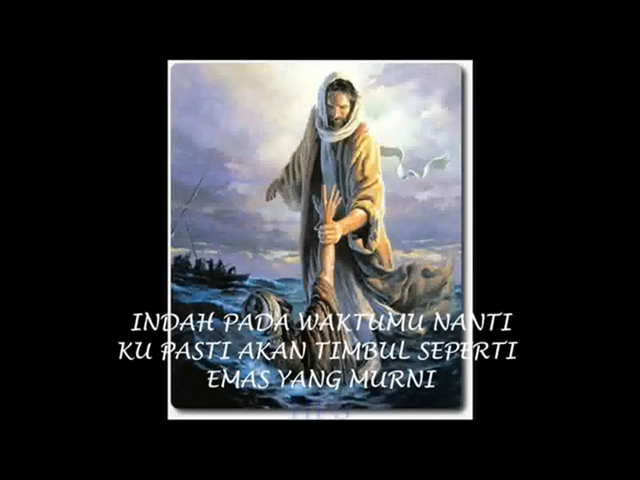 INDAH PADA WAKTUMU NANTI
KU PASTI AKAN TIMBUL SEPERTI
EMAS YANG MURNI